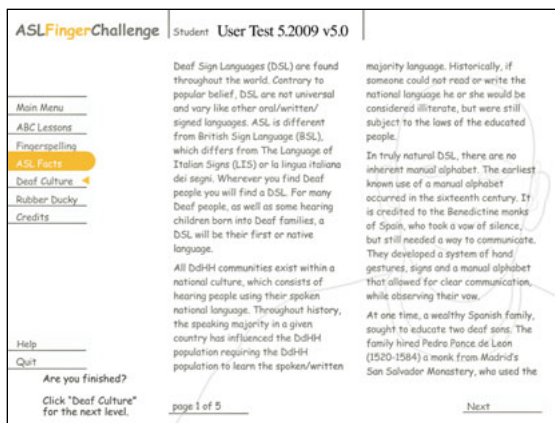 ASLFingerChallenge
Student User Test 5.2009 v5.0
Main Menu
ABC Lessons
Fingerspelling
ASL Facts
Deaf Culture
Rubber Ducky
Credits
Help
Quit
Are you finished?
Click "Deaf Culture"
for the next level.
Deaf Sign Languages (DSL) are found
throughout the world. Contrary to
popular belief, DSL are not universal
and vary like other oral/written/
signed languages. ASL is different
from British Sign Language (BSL),
which differs from The Language of
Italian Signs (LIS) or la lingua italiana
dei segni. Wherever you find Deaf
people you will find a DSL. For many
Deaf people, as well as some hearing
children born into Deaf families, a
DSL will be their first or native
language.
All DdHH communities exist within a
national culture, which consists of
hearing people using their spoken
national language. Throughout history,
the speaking majority in a given
country has influenced the DdHH
population requiring the DdHH
population to learn the spoken/written
majority language. Historically, if
someone could not read or write the
national language he or she would be
considered illiterate, but were still
subject to the laws of the educated
people.
In truly natural DSL, there are no
inherent manual alphabet. The earliest
known use of a manual alphabet
occurred in the sixteenth century. It
is credited to the Benedictine monks
of Spain, who took a vow of silence,
but still needed a way to communicate.
They developed a system of hand
gestures, signs and a manual alphabet
that allowed for clear communication,
while observing their vow.
At one time, a wealthy Spanish family,
sought to educate two deaf sons. The
family hired Pedro Ponce de Leon
(1520-1584) a monk from Madrid's
San Salvador Monastery, who used the
page 1 of 5
Next